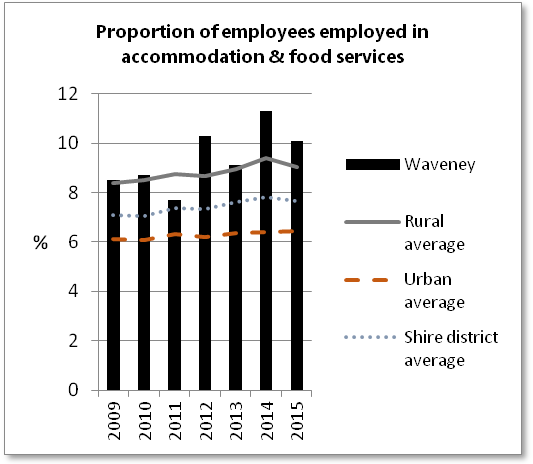 Proportion of employees employed in
accommodation & food services
12
10
8
6
4
2
0
%
2009
2010
2011
2012
2013
2014
2015
Waveney
Rural
average
Urban
average
Shire district
average